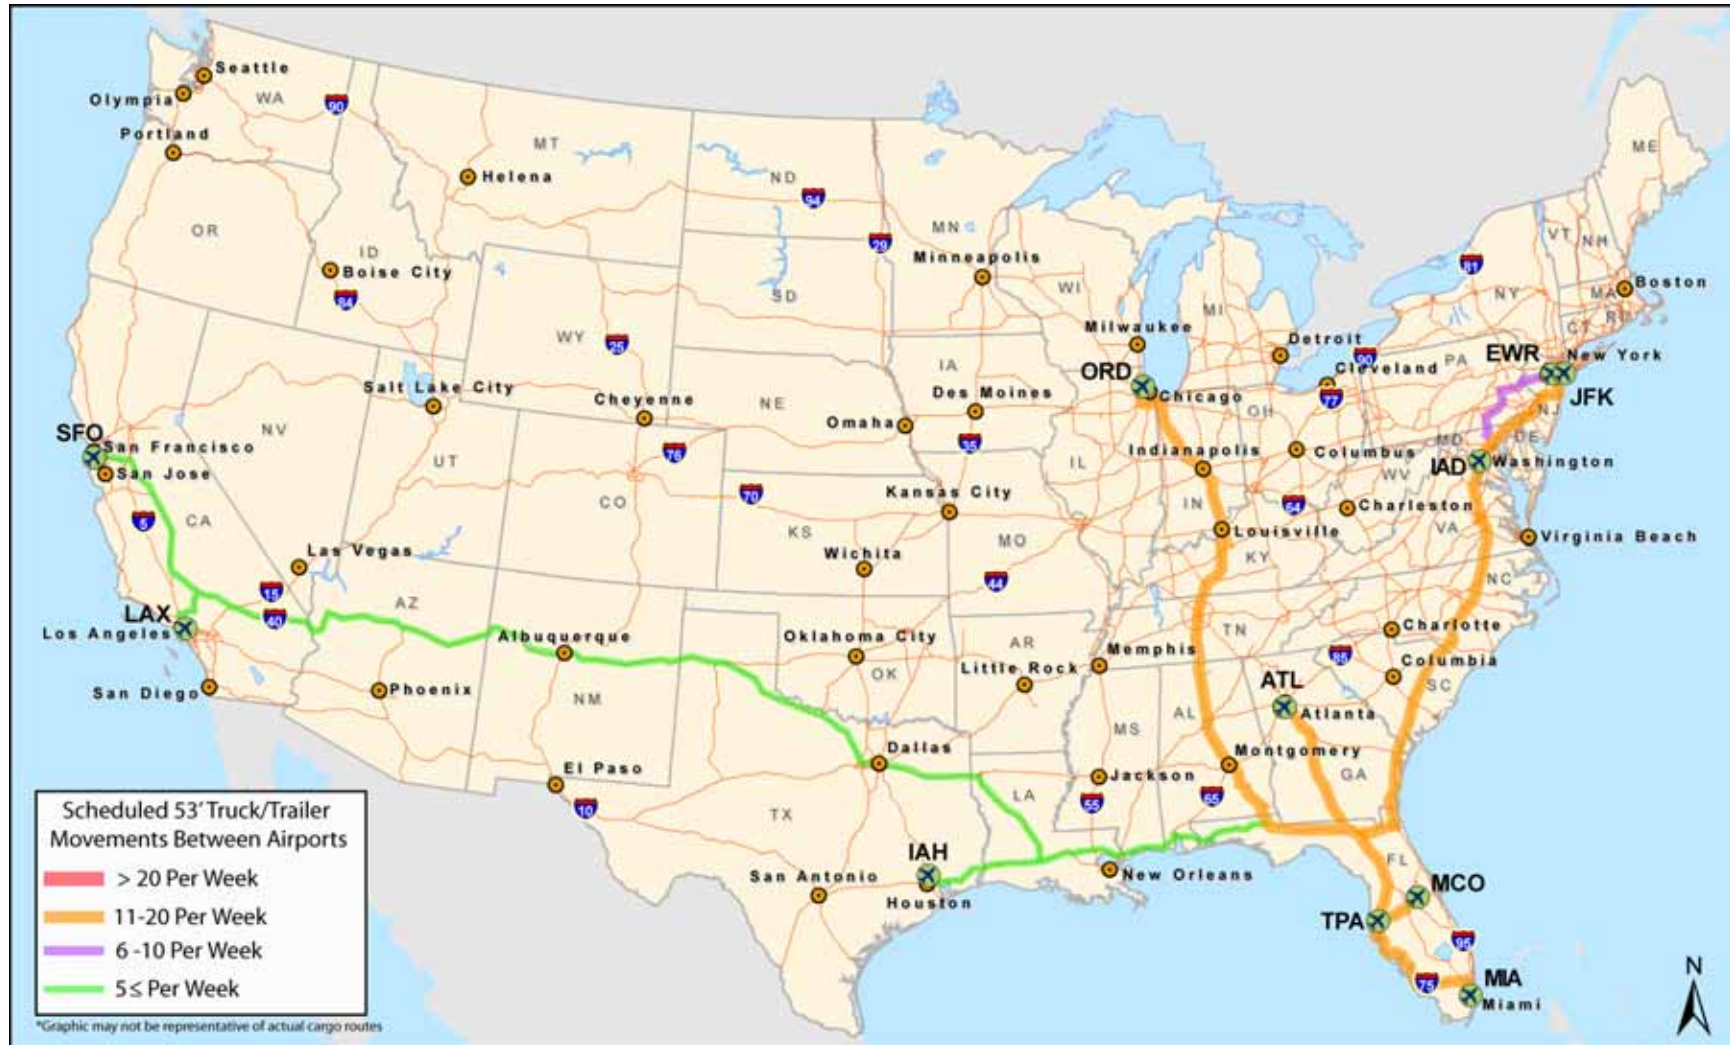 Seattle
Olympia
WA
90
Portland
MT
ME
Helena
ND
94
OR
MN
VT
NH
ID
29
Minneapolis
81
Boise City
84
SD
WI
MI
NY
MA
Boston
RI
CT
WY
25
Milwaukee
Detroit
90
PA
EWR
New York
IA
ORD
Cleveland
Salt Lake City
Cheyenne
NE
Des Moines
Chicago
77
JFK
OH
NJ
Omaha
SFO
NV
San Francisco
UT
76
35
Indianapolis
Columbus
MD
DE
IAD
Washington
San Jose
IL
WV
CO
70
Kansas City
IN
64
Charleston
5
CA
KS
MO
Louisville
VA
Virginia Beach
Las Vegas
Wichita
KY
15
44
NC
AZ
LAX
40
Los Angeles
Albuquerque
Oklahoma City
AR
TN
Charlotte
Memphis
85
Columbia
Little Rock
OK
San Diego
Phoenix
NM
ATL
SC
Atlanta
AL
MS
Dallas
Montgomery
El Paso
Jackson
GA
LA
10
55
65
TX
IAH
San Antonio
Houston
New Orleans
FL
MCO
TPA
95
75
MIA
Miami
N
Scheduled 53' Truck/Trailer
Movements Between Airports
> 20 Per Week
11-20 Per Week
6 -10 Per Week
5≤ Per Week
*Graphic may not be representative of actual cargo routes